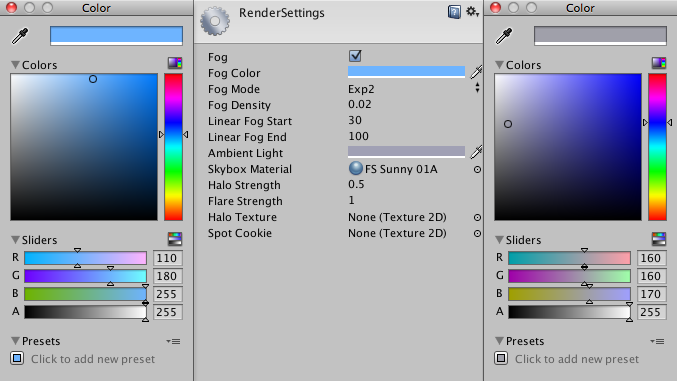 Color
Colors
Sliders
R 110
G 180
B 255
A 255
Presets
Click to add new preset
RenderSettings
Fog
Fog Color
Fog Mode Exp2
Fog Density 0.02
Linear Fog Start 30
Linear Fog End 100
Ambient Light
Skybox Material FS Sunny 01A
Halo Strength 0.5
Flare Strength 1
Halo Texture None (Texture 2D)
Spot Cookie None (Texture 2D)
Color
Colors
Sliders
R 160
G 160
B 170
A 255
Presets
Click to add new preset